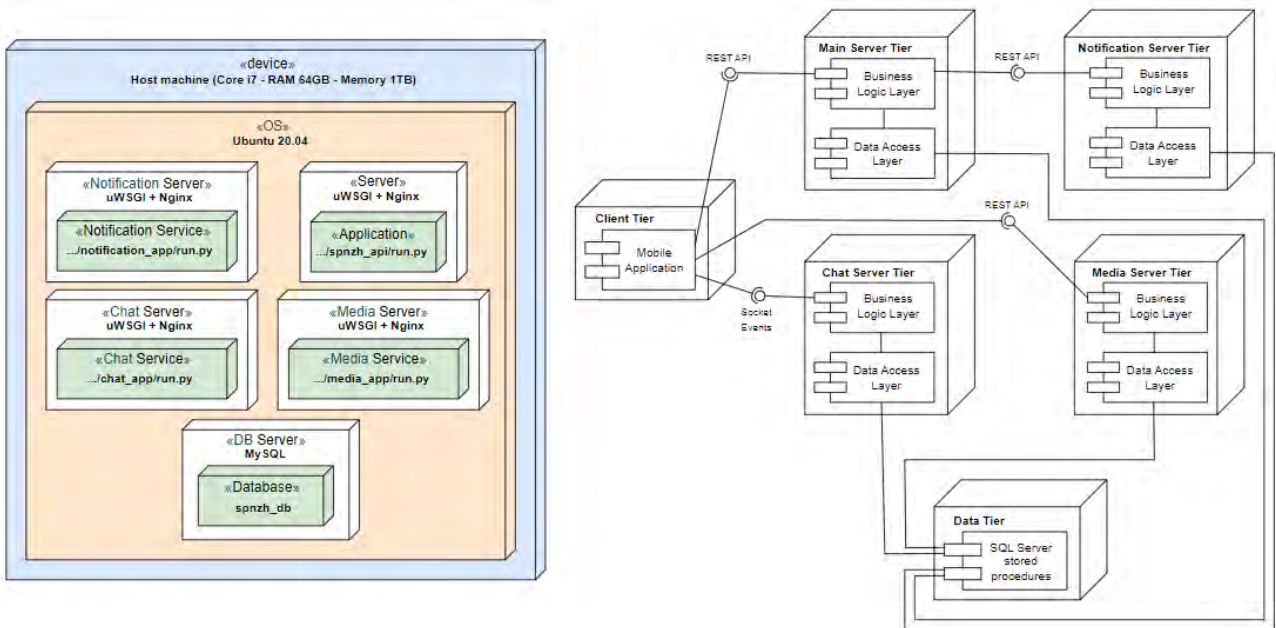 «device»
Host machine (Core i7 - RAM 64GB - Memory 1TB)
«OS»
Ubuntu 20.04
«Notification Server»
uWSGI + Nginx
«Notification Service»
.../notification_app/run.py
«Server»
uWSGI + Nginx
«Application»
.../spnzh_api/run.py
«Chat Server»
uWSGI + Nginx
«Chat Service»
.../chat_app/run.py
«Media Server»
uWSGI + Nginx
«Media Service»
.../media_app/run.py
«DB Server»
MySQL
«Database»
spnzh_db
Client Tier
Mobile
Application
REST API
Main Server Tier
Business
Logic Layer
Data Access
Layer
REST API
Notification Server Tier
Business
Logic Layer
Data Access
Layer
Socket
Events
Chat Server Tier
Business
Logic Layer
Data Access
Layer
REST API
Media Server Tier
Business
Logic Layer
Data Access
Layer
Data Tier
SQL Server
stored
procedures